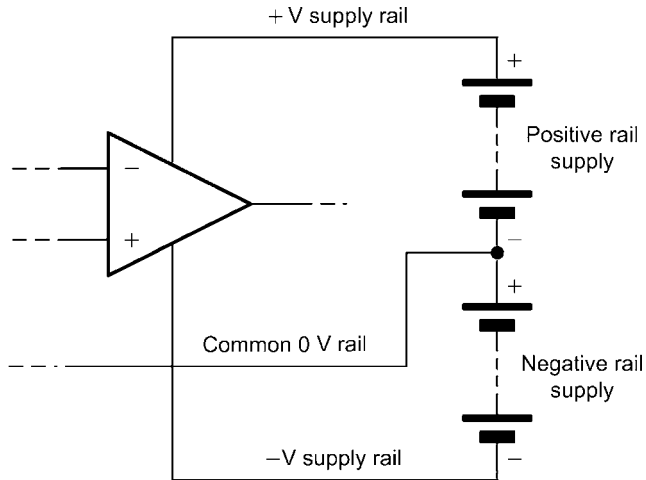 + V supply rail
+
Positive rail
supply
−
+
−
+
Common 0 V rail
Negative rail
supply
−V supply rail
−